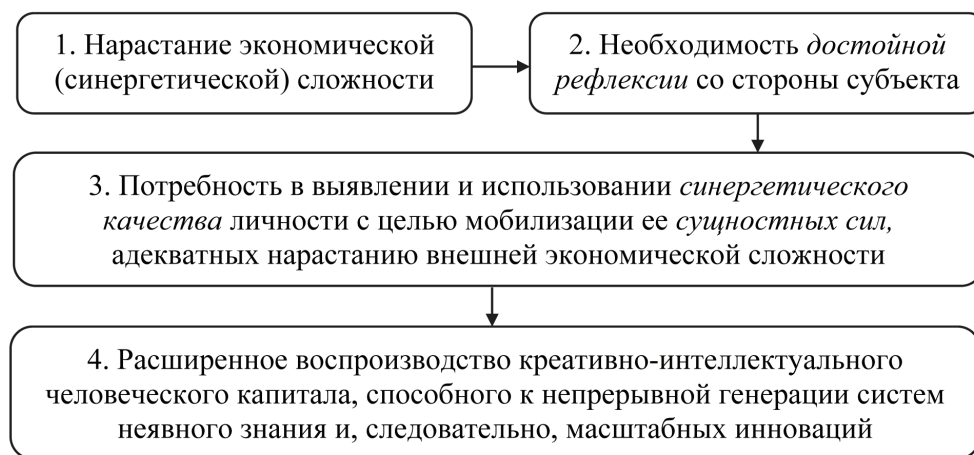 1. Нарастание экономической
(синергетической) сложности
2. Необходимость достойной
рефлексии со стороны субъекта
3. Потребность в выявлении и использовании синергетического
качества личности с целью мобилизации ее сущностных сил,
адекватных нарастанию внешней экономической сложности
4. Расширенное воспроизводство креативно-интеллектуального
человеческого капитала, способного к непрерывной генерации систем
неявного знания и, следовательно, масштабных инноваций